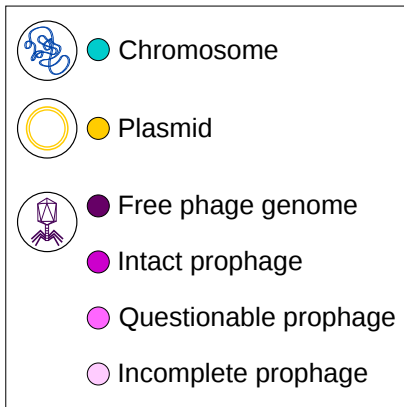 Chromosome
Plasmid
Free phage genome
Intact prophage
Questionable prophage
Incomplete prophage